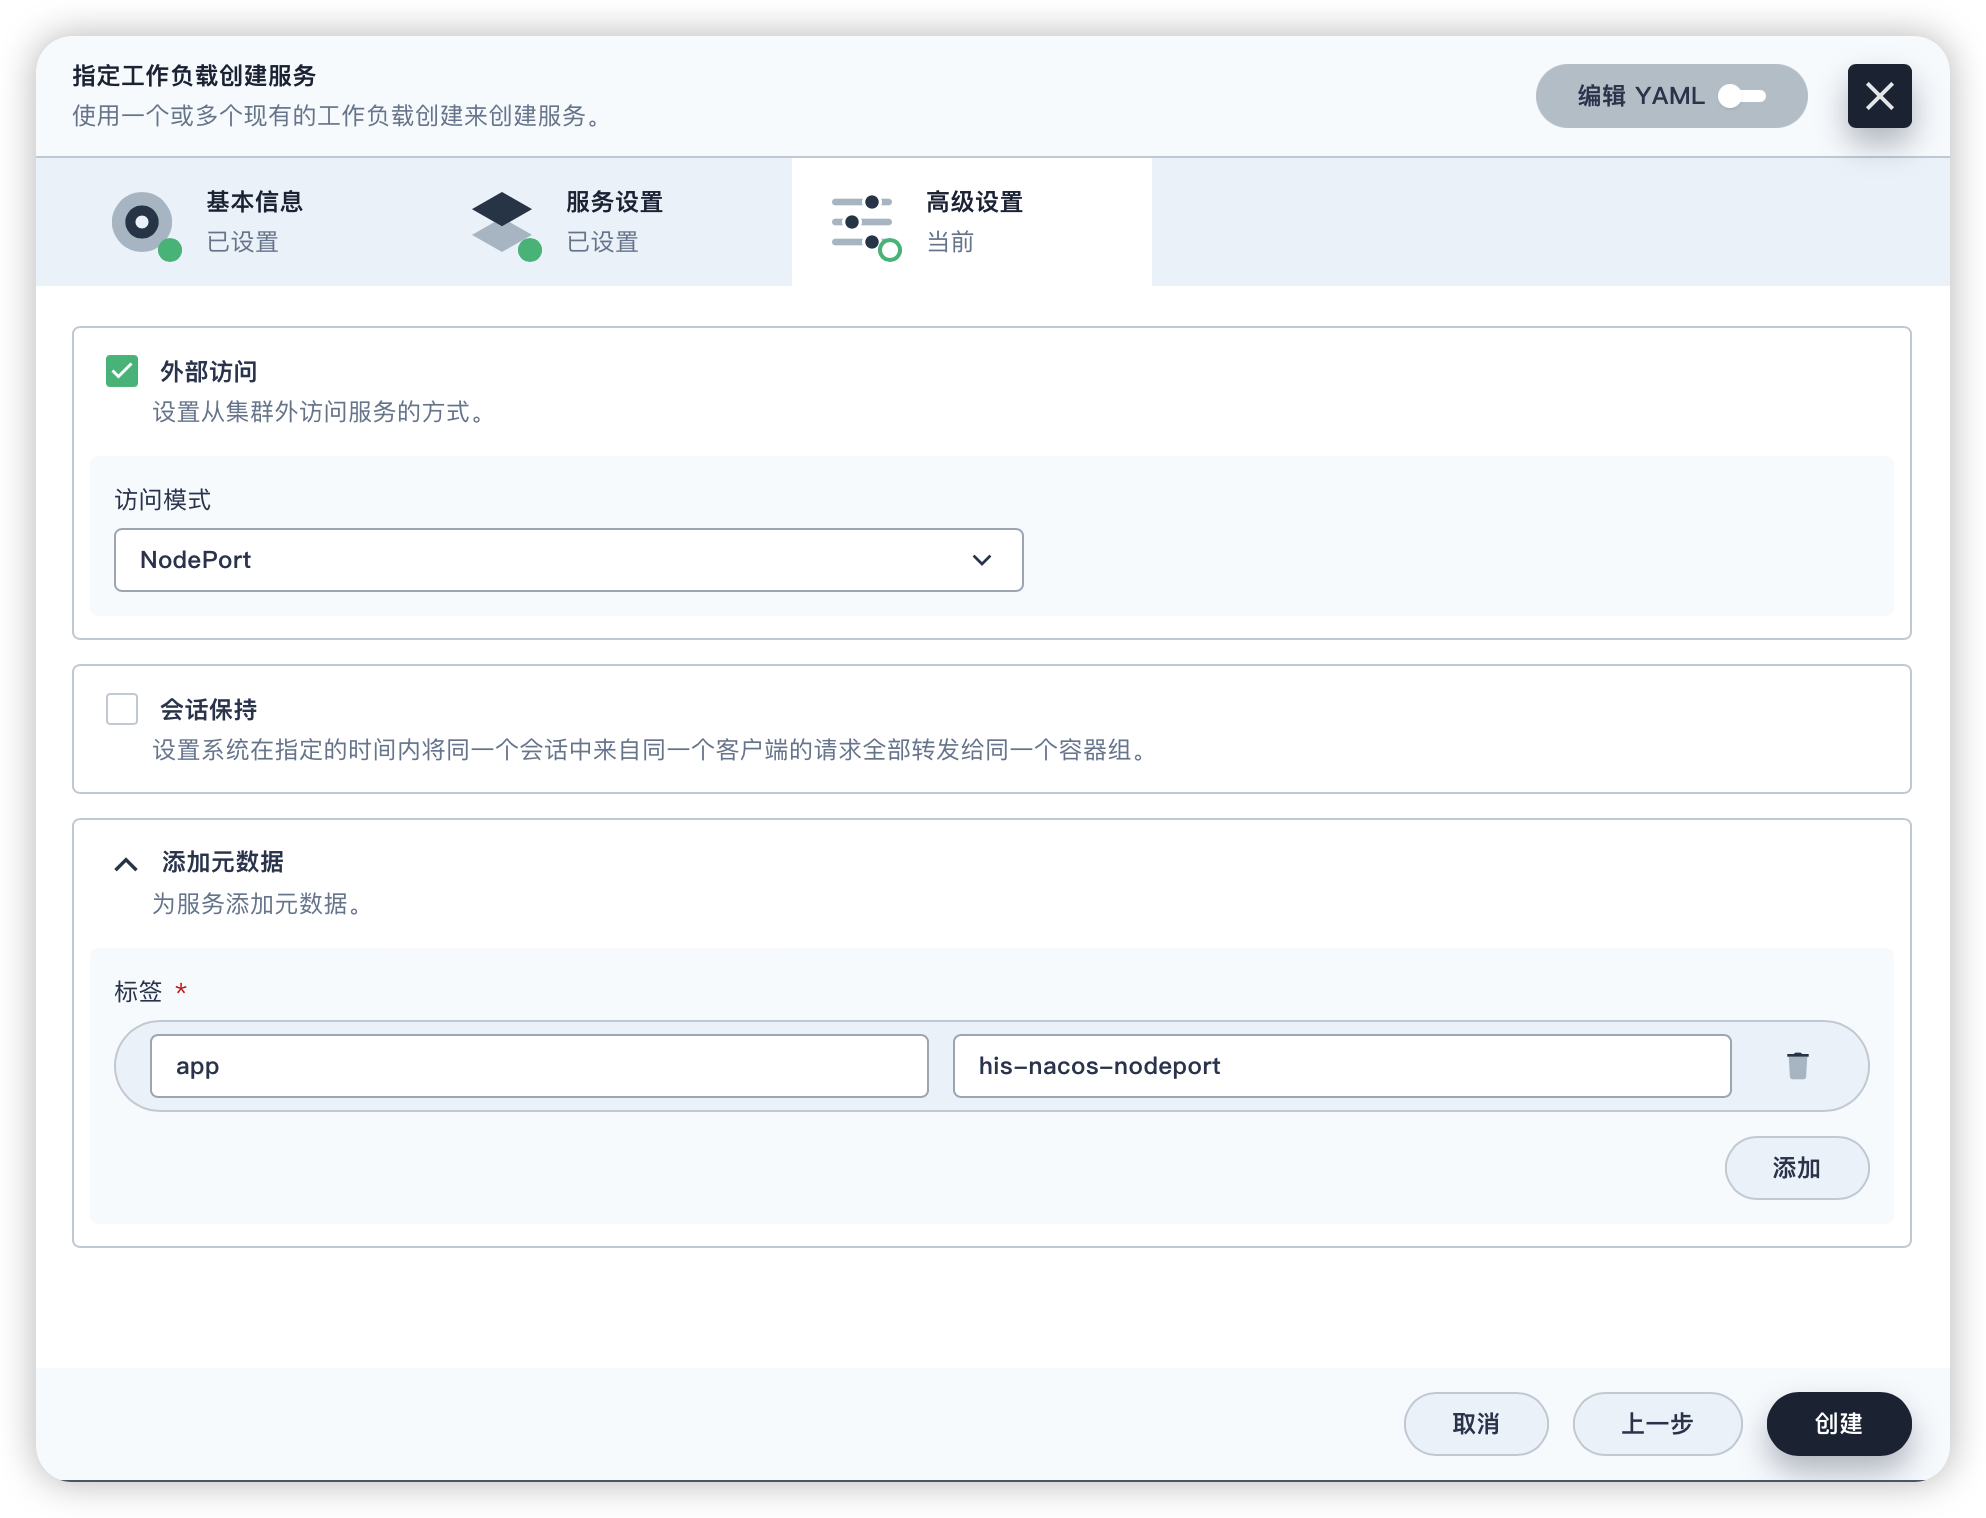 指定工作负载创建服务
使用一个或多个现有的工作负载创建来创建服务。
编辑 YAML
基本信息
已设置
服务设置
已设置
高级设置
当前
外部访问
设置从集群外访问服务的方式。
访问模式
NodePort
会话保持
设置系统在指定的时间内将同一个会话中来自同一个客户端的请求全部转发给同一个容器组。
添加元数据
为服务添加元数据。
标签 *
app
his-nacos-nodeport
添加
取消
上一步
创建